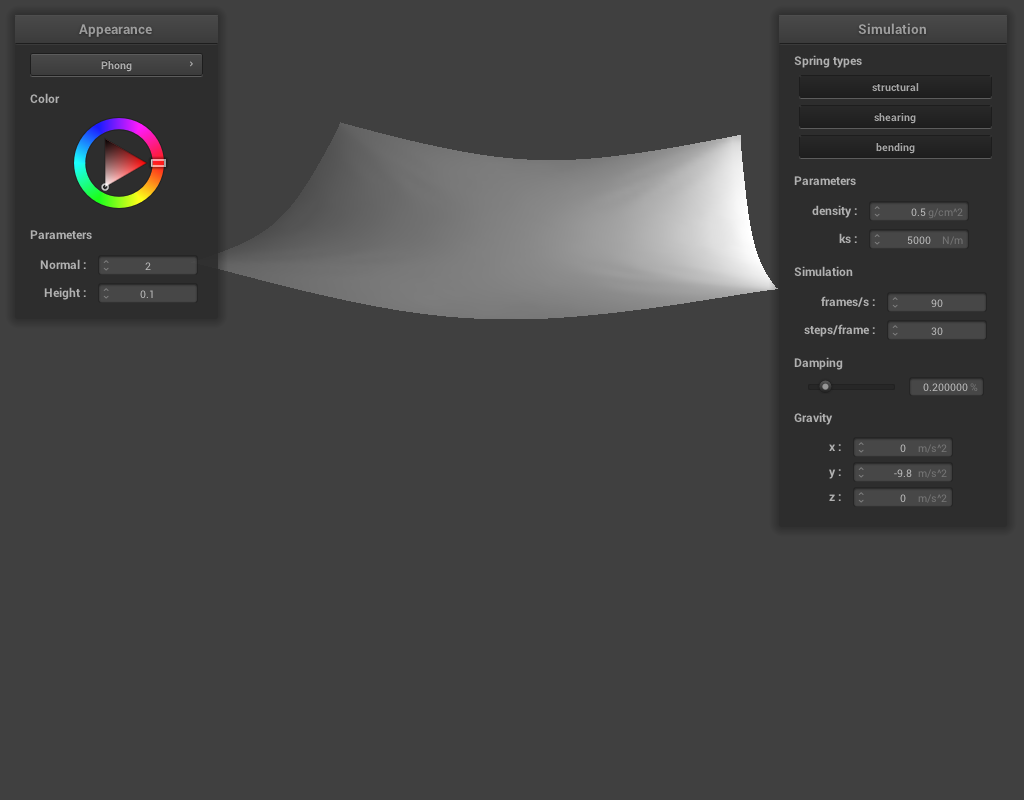 Appearance
Phong
Color
Parameters
Normal : 2
Height : 0.1
Simulation
Spring types
structural
shearing
bending
Parameters
density : 0.5 g/cm^2
ks : 5000 N/m
Simulation
frames/s : 90
steps/frame : 30
Damping
0.200000 %
Gravity
x : 0 m/s^2
y : -9.8 m/s^2
z : 0 m/s^2